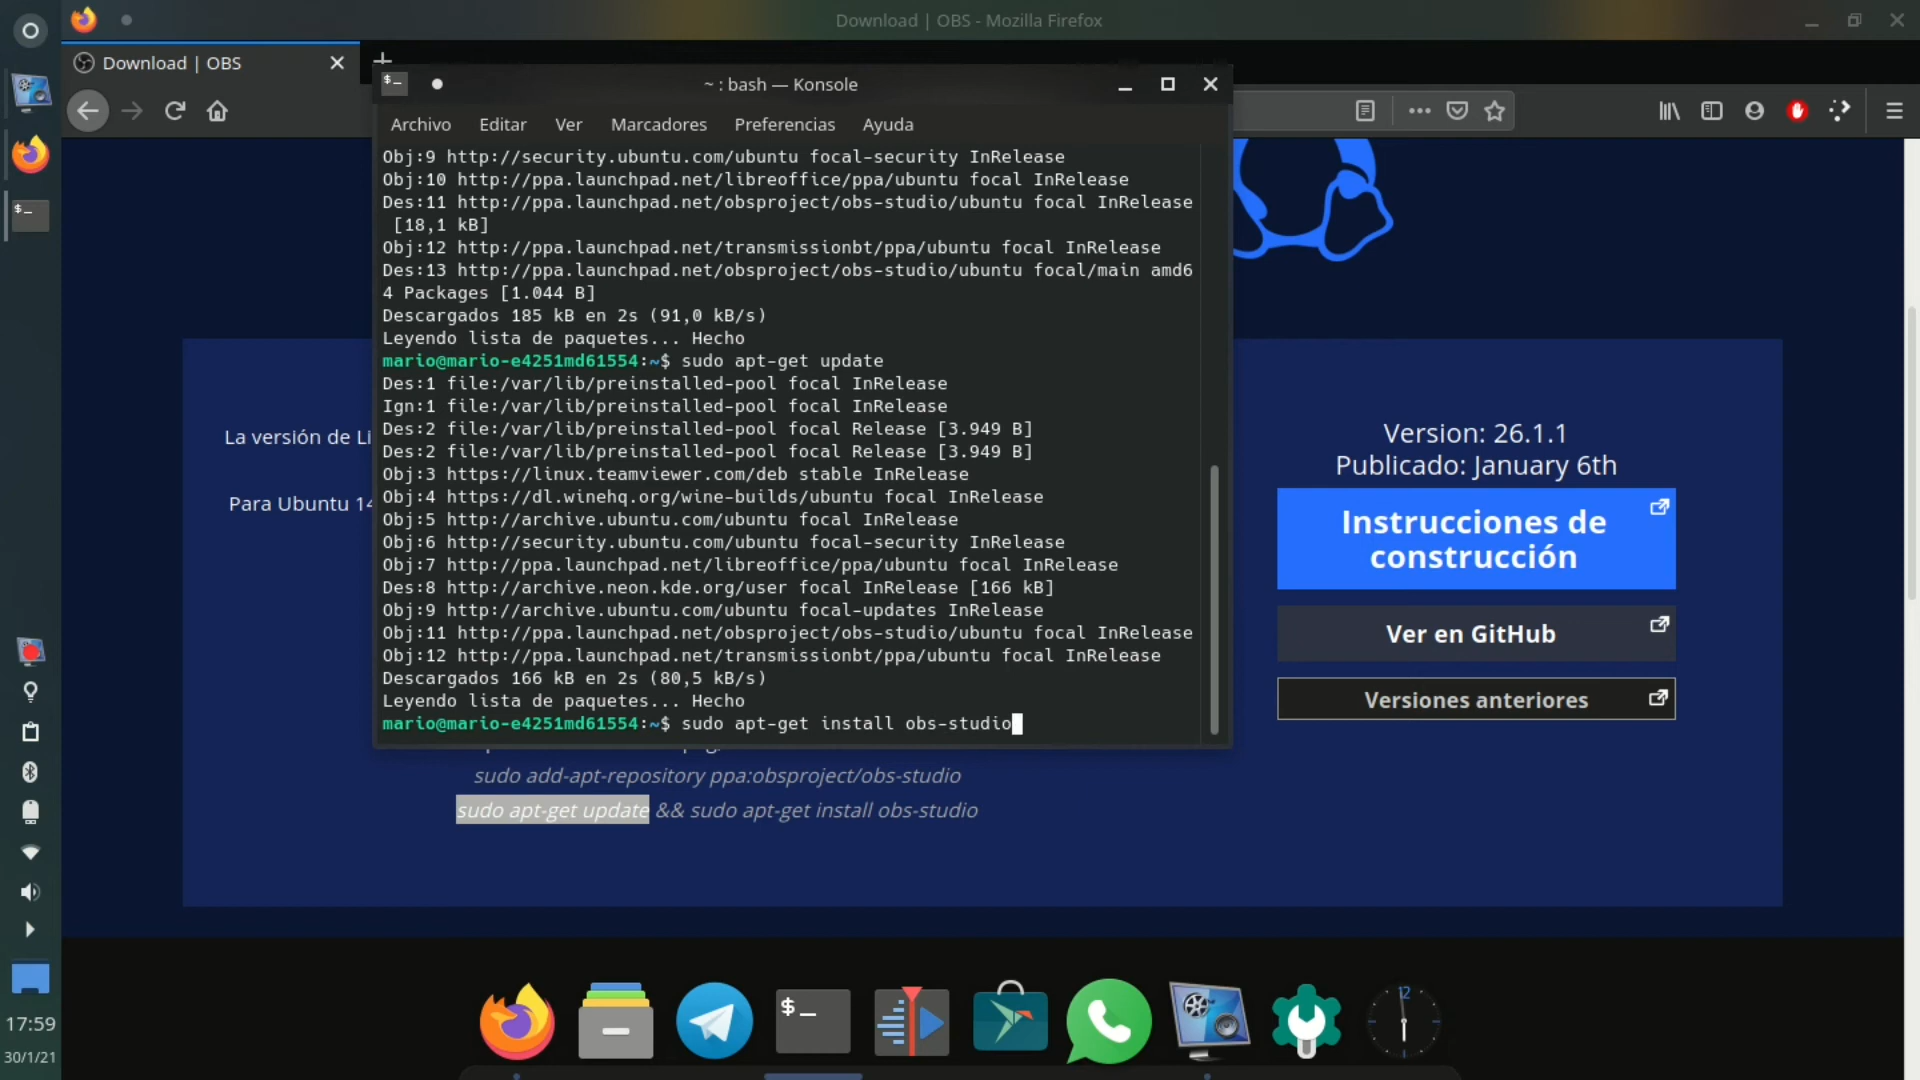 Download | OBS - Mozilla Firefox
Download | OBS
~ : bash — Konsole
Archivo Editar Ver Marcadores Preferencias Ayuda
Obj:9 http://security.ubuntu.com/ubuntu focal-security InRelease
Obj:10 http://ppa.launchpad.net/libreoffice/ppa/ubuntu focal InRelease
Des:11 http://ppa.launchpad.net/obsproject/obs-studio/ubuntu focal InRelease
[18,1 kB]
Obj:12 http://ppa.launchpad.net/transmissionbt/ppa/ubuntu focal InRelease
Des:13 http://ppa.launchpad.net/obsproject/obs-studio/ubuntu focal/main amd6
4 Packages [1.044 B]
Descargados 185 kB en 2s (91,0 kB/s)
Leyendo lista de paquetes... Hecho
mario@mario-e4251md61554:~$ sudo apt-get update
Des:1 file:/var/lib/preinstalled-pool focal InRelease
Ign:1 file:/var/lib/preinstalled-pool focal InRelease
Des:2 file:/var/lib/preinstalled-pool focal Release [3.949 B]
Des:2 file:/var/lib/preinstalled-pool focal Release [3.949 B]
Obj:3 https://linux.teamviewer.com/deb stable InRelease
Obj:4 https://dl.winehq.org/wine-builds/ubuntu focal InRelease
Obj:5 http://archive.ubuntu.com/ubuntu focal InRelease
Obj:6 http://security.ubuntu.com/ubuntu focal-security InRelease
Obj:7 http://ppa.launchpad.net/libreoffice/ppa/ubuntu focal InRelease
Des:8 http://archive.neon.kde.org/user focal InRelease [166 kB]
Obj:9 http://archive.ubuntu.com/ubuntu focal-updates InRelease
Obj:11 http://ppa.launchpad.net/obsproject/obs-studio/ubuntu focal InRelease
Obj:12 http://ppa.launchpad.net/transmissionbt/ppa/ubuntu focal InRelease
Descargados 166 kB en 2s (80,5 kB/s)
Leyendo lista de paquetes... Hecho
mario@mario-e4251md61554:~$ sudo apt-get install obs-studio
La versión de Li
Para Ubuntu 14
sudo add-apt-repository ppa:obsproject/obs-studio
sudo apt-get update && sudo apt-get install obs-studio
Version: 26.1.1
Publicado: January 6th
Instrucciones de
construcción
Ver en GitHub
Versiones anteriores
$ _
12
17:59
30/1/21